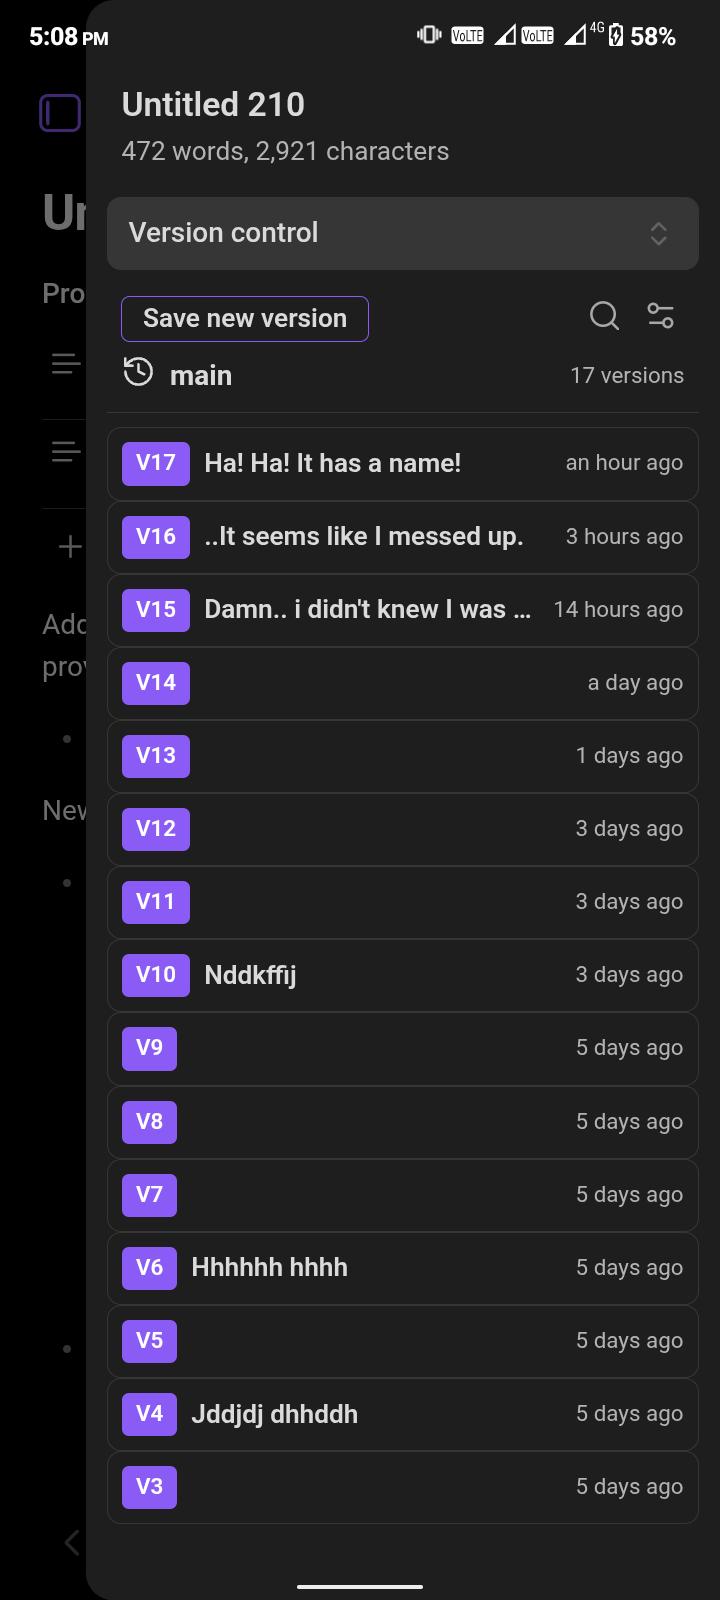 5:08 PM
VoLTE VoLTE 4G 58%
Untitled 210
472 words, 2,921 characters
Version control
Save new version
main 17 versions
V17 Ha! Ha! It has a name! an hour ago
V16 ..It seems like I messed up. 3 hours ago
V15 Damn.. i didn't knew I was ... 14 hours ago
V14 a day ago
V13 1 days ago
V12 3 days ago
V11 3 days ago
V10 Nddkffij 3 days ago
V9 5 days ago
V8 5 days ago
V7 5 days ago
V6 Hhhhhh hhhh 5 days ago
V5 5 days ago
V4 Jddjdj dhhddh 5 days ago
V3 5 days ago